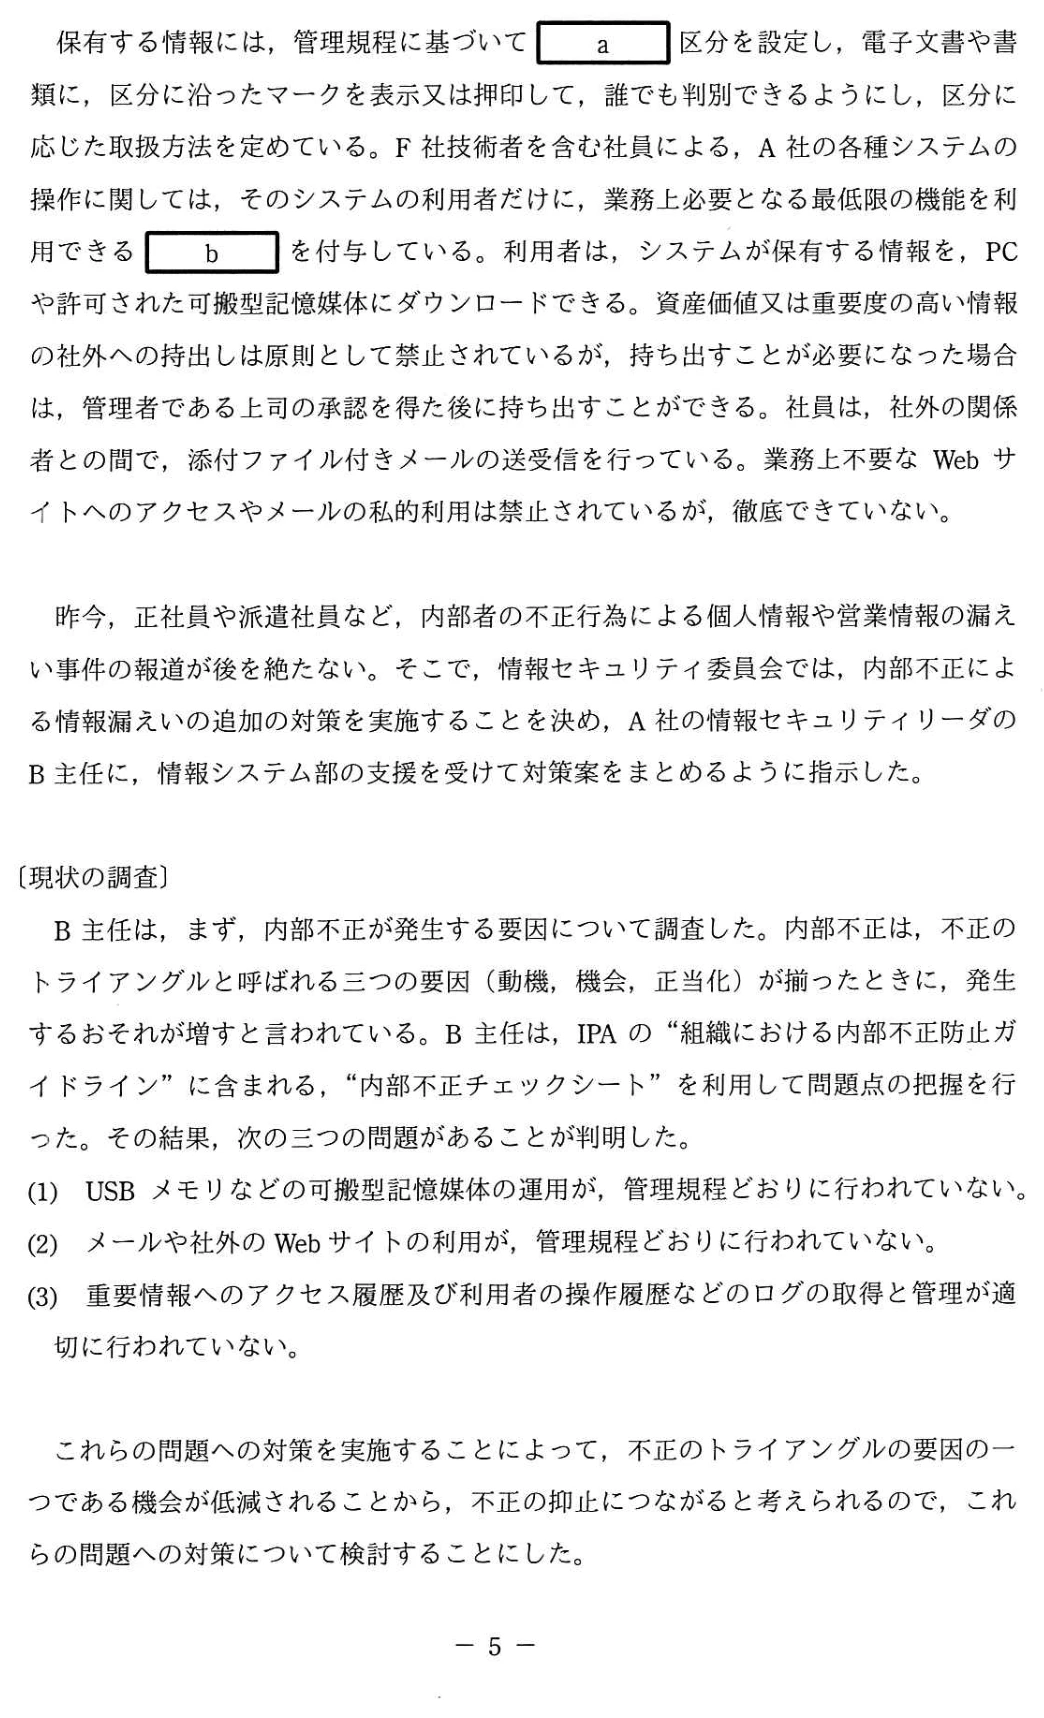 保有する情報には，管理規程に基づいて a 区分を設定し，電子文書や書
類に，区分に沿ったマークを表示又は押印して，誰でも判別できるようにし，区分に
応じた取扱方法を定めている。F 社技術者を含む社員による，A 社の各種システムの
操作に関しては，そのシステムの利用者だけに，業務上必要となる最低限の機能を利
用できる b を付与している。利用者は，システムが保有する情報を，PC
や許可された可搬型記憶媒体にダウンロードできる。資産価値又は重要度の高い情報
の社外への持出しは原則として禁止されているが，持ち出すことが必要になった場合
は，管理者である上司の承認を得た後に持ち出すことができる。社員は，社外の関係
者との間で，添付ファイル付きメールの送受信を行っている。業務上不要な Web サ
イトへのアクセスやメールの私的利用は禁止されているが，徹底できていない。
昨今，正社員や派遣社員など，内部者の不正行為による個人情報や営業情報の漏え
い事件の報道が後を絶たない。そこで，情報セキュリティ委員会では，内部不正によ
る情報漏えいの追加の対策を実施することを決め，A 社の情報セキュリティリーダの
B 主任に，情報システム部の支援を受けて対策案をまとめるように指示した。
〔現状の調査〕
B 主任は，まず，内部不正が発生する要因について調査した。内部不正は，不正の
トライアングルと呼ばれる三つの要因（動機，機会，正当化）が揃ったときに，発生
するおそれが増すと言われている。B 主任は，IPA の“組織における内部不正防止ガ
イドライン”に含まれる，“内部不正チェックシート”を利用して問題点の把握を行
った。その結果，次の三つの問題があることが判明した。
(1) USB メモリなどの可搬型記憶媒体の運用が，管理規程どおりに行われていない。
(2) メールや社外の Web サイトの利用が，管理規程どおりに行われていない。
(3) 重要情報へのアクセス履歴及び利用者の操作履歴などのログの取得と管理が適
切に行われていない。
これらの問題への対策を実施することによって，不正のトライアングルの要因の一
つである機会が低減されることから，不正の抑止につながると考えられるので，これ
らの問題への対策について検討することにした。
－ 5 －